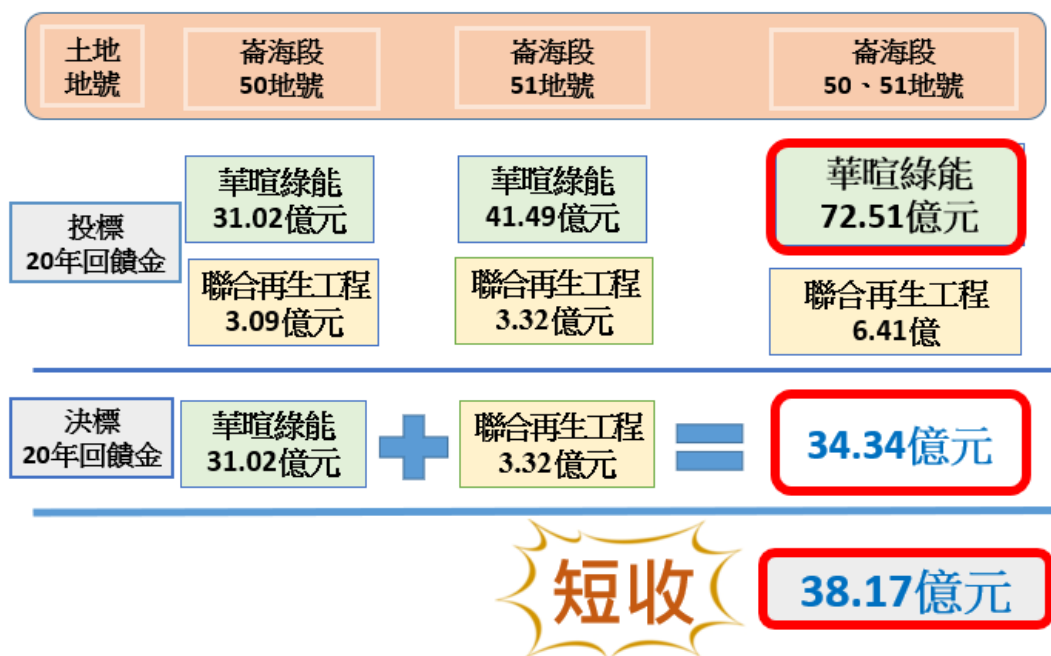 土地
地號
崙海段
50地號
崙海段
51地號
崙海段
50、51地號
投標
20年回饋金
華暄綠能
31.02億元
華暄綠能
41.49億元
華暄綠能
72.51億元
聯合再生工程
3.09億元
聯合再生工程
3.32億元
聯合再生工程
6.41億
決標
20年回饋金
華暄綠能
31.02億元
聯合再生工程
3.32億元
34.34億元
短收
38.17億元